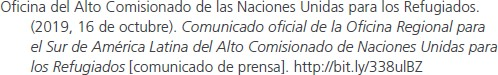 Oficina del Alto Comisionado de las Naciones Unidas para los Refugiados.
(2019, 16 de octubre). Comunicado oficial de la Oficina Regional para
el Sur de América Latina del Alto Comisionado de Naciones Unidas para
los Refugiados [comunicado de prensa]. http://bit.ly/338ulBZ